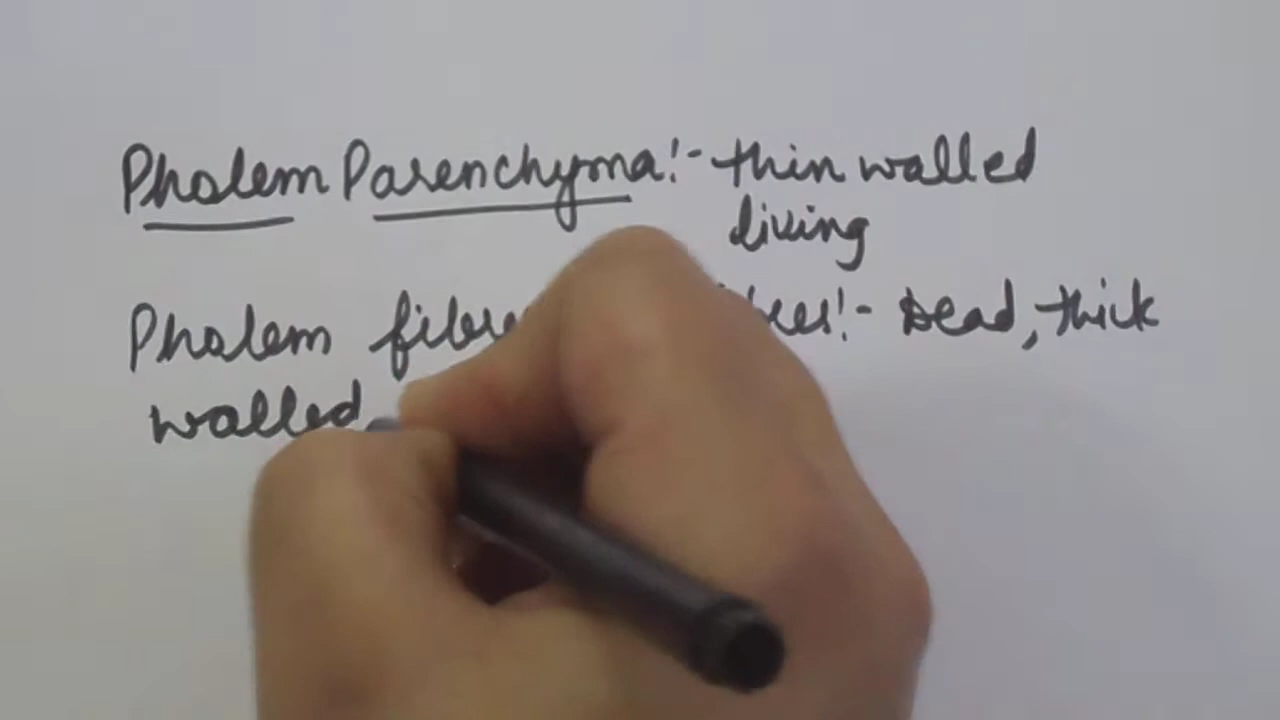 Pholem Parenchyma:- thin walled
living
Pholem :- Dead, thick
walled